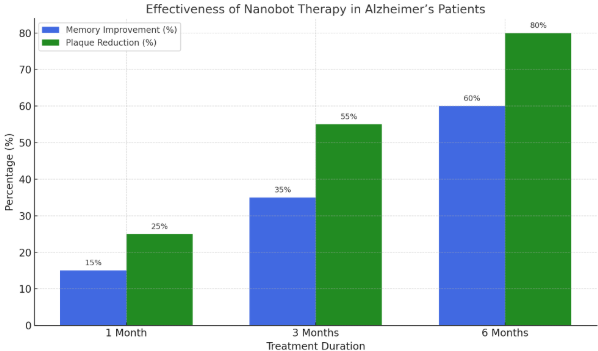 Effectiveness of Nanobot Therapy in Alzheimer’s Patients
Memory Improvement (%)
Plaque Reduction (%)
Percentage (%)
80
70
60
50
40
30
20
10
0
15%
25%
35%
55%
60%
80%
1 Month
3 Months
6 Months
Treatment Duration